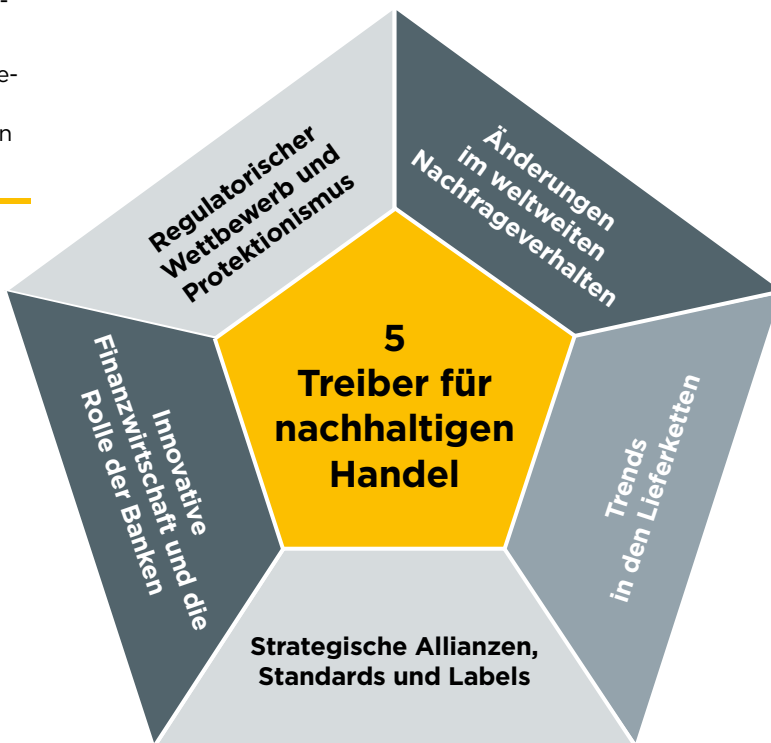 -
e-
n
Regulatorischer
Wettbewerb und
Protektionismus
Änderungen
im weltweiten
Nachfrageverhalten
5
Treiber für
nachhaltigen
Handel
Innovative
Finanzwirtschaft und die
Rolle der Banken
Trends
in den Lieferketten
Strategische Allianzen,
Standards und Labels